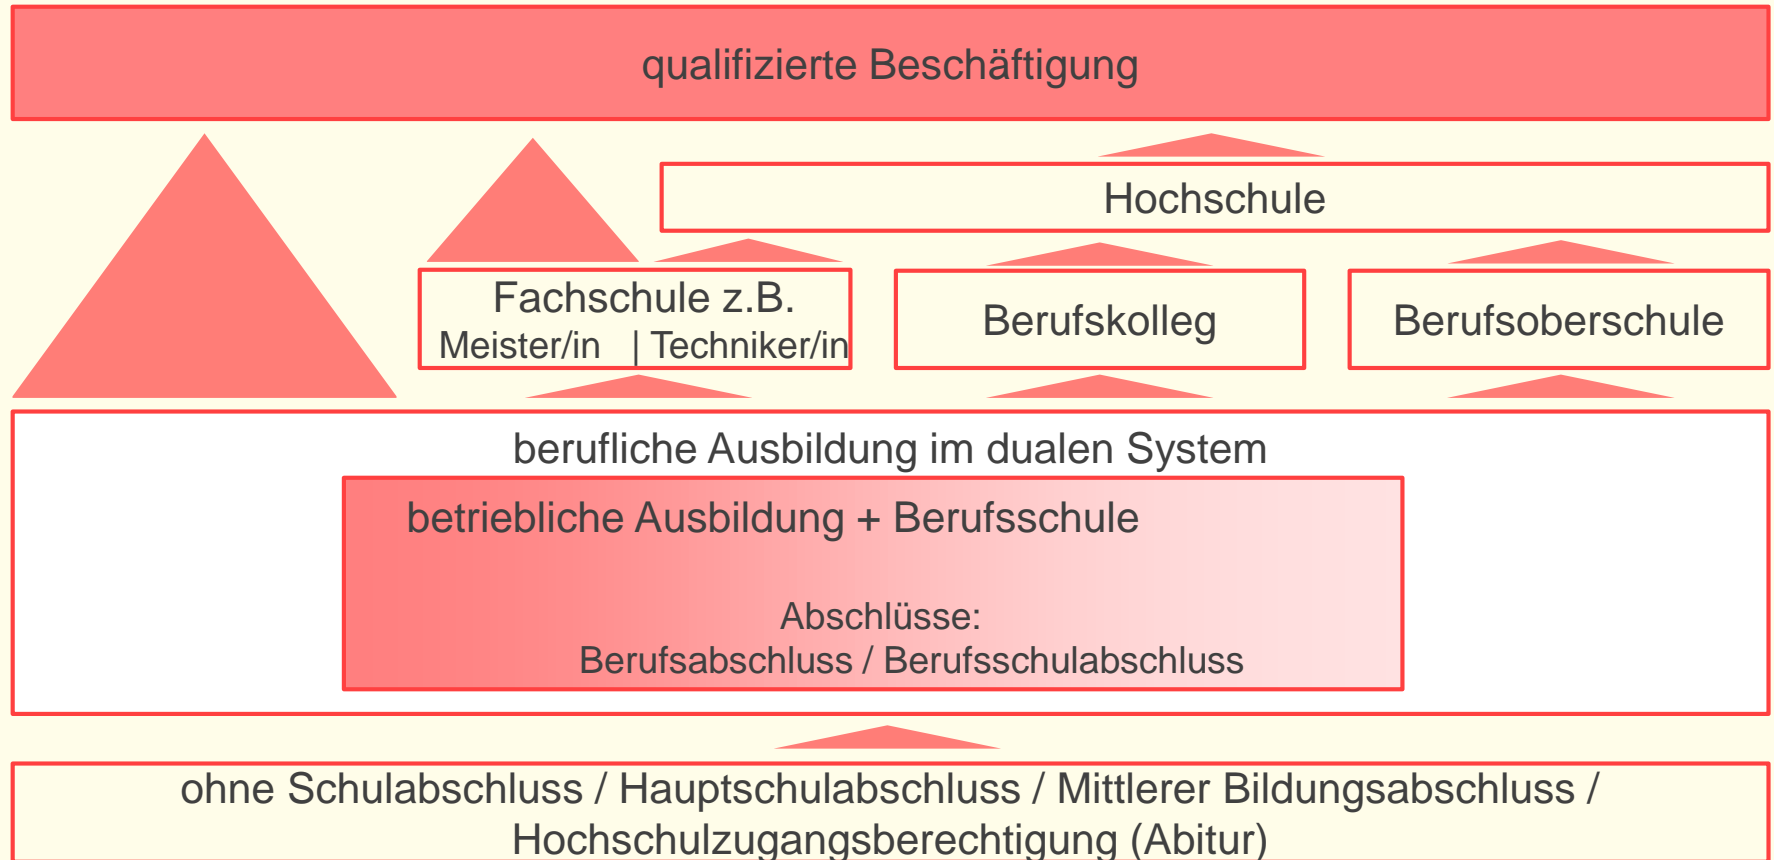 qualifizierte Beschäftigung
Hochschule
Fachschule z.B.
Meister/in | Techniker/in
Berufskolleg
Berufsoberschule
berufliche Ausbildung im dualen System
betriebliche Ausbildung + Berufsschule
Abschlüsse:
Berufsabschluss / Berufsschulabschluss
ohne Schulabschluss / Hauptschulabschluss / Mittlerer Bildungsabschluss /
Hochschulzugangsberechtigung (Abitur)